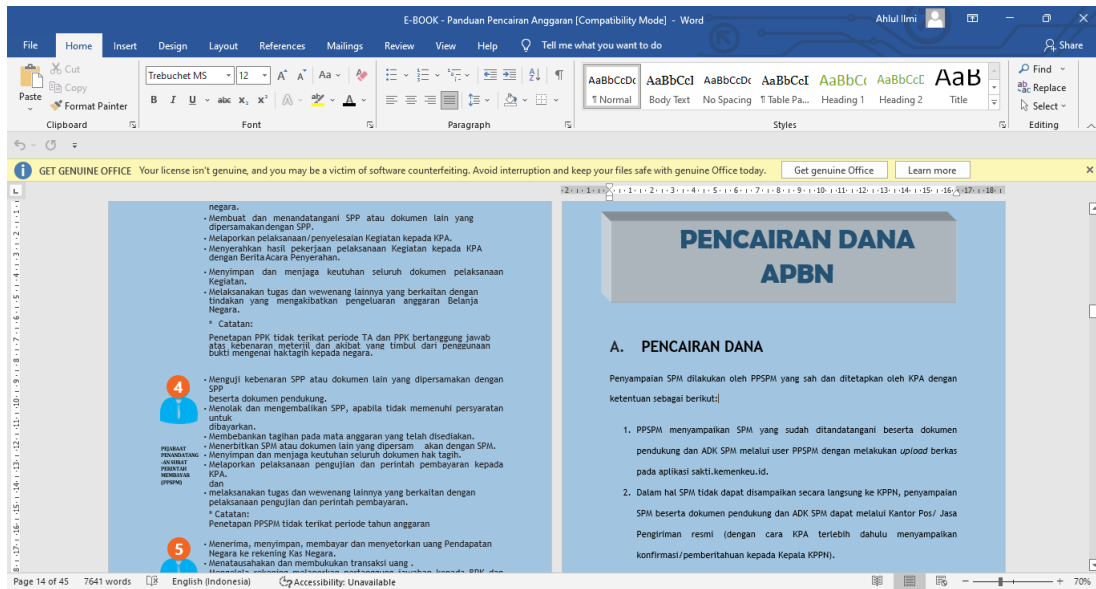 E-BOOK - Panduan Pencairan Anggaran [Compatibility Mode] - Word
Ahlul Ilmi
File Home Insert Design Layout References Mailings Review View Help Tell me what you want to do
Share
Paste
Cut
Copy
Format Painter
Clipboard
Trebuchet MS 12
Font
Paragraph
AaBbCcDc AaBbCcI AaBbCcDc AaBbCcI AaBbCc AaBbCcE AaB
¶ Normal Body Text No Spacing ¶ Table Pa... Heading 1 Heading 2 Title
Styles
Find
Replace
Select
Editing
GET GENUINE OFFICE Your license isn't genuine, and you may be a victim of software counterfeiting. Avoid interruption and keep your files safe with genuine Office today. Get genuine Office Learn more
negara.
· Membuat dan menandatangani SPP atau dokumen lain yang
dipersamakandengan SPP.
· Melaporkan pelaksanaan/penyelesaian Kegiatan kepada KPA.
· Menyerahkan hasil pekerjaan pelaksanaan Kegiatan kepada KPA
dengan BeritaAcara Penyerahan.
· Menyimpan dan menjaga keutuhan seluruh dokumen pelaksanaan
Kegiatan.
· Melaksanakan tugas dan wewenang lainnya yang berkaitan dengan
tindakan yang mengakibatkan pengeluaran anggaran Belanja
Negara.
* Catatan:
Penetapan PPK tidak terikat periode TA dan PPK bertanggung jawab
atas kebenaran meterjil dan akibat yang timbul dari penggunaan
bukti mengenai haktagih kepada negara.
4
PEJABAAT
PENANDATANG
-AN SURAT
PERINTAH
MEMBAYAR
(PPSPM)
· Menguji kebenaran SPP atau dokumen lain yang dipersamakan dengan
SPP
beserta dokumen pendukung.
· Menolak dan mengembalikan SPP, apabila tidak memenuhi persyaratan
untuk
dibayarkan.
· Membebankan tagihan pada mata anggaran yang telah disediakan.
· Menerbitkan SPM atau dokumen lain yang dipersam akan dengan SPM.
· Menyimpan dan menjaga keutuhan seluruh dokumen hak tagih.
· Melaporkan pelaksanaan pengujian dan perintah pembayaran kepada
KPA.
dan
· melaksanakan tugas dan wewenang lainnya yang berkaitan dengan
pelaksanaan pengujian dan perintah pembayaran.
* Catatan:
Penetapan PPSPM tidak terikat periode tahun anggaran
5
· Menerima, menyimpan, membayar dan menyetorkan uang Pendapatan
Negara ke rekening Kas Negara.
· Menatausahakan dan membukukan transaksi uang .
PENCAIRAN DANA
APBN
A. PENCAIRAN DANA
Penyampaian SPM dilakukan oleh PPSPM yang sah dan ditetapkan oleh KPA dengan
ketentuan sebagai berikut:
1. PPSPM menyampaikan SPM yang sudah ditandatangani beserta dokumen
pendukung dan ADK SPM melalui user PPSPM dengan melakukan upload berkas
pada aplikasi sakti.kemenkeu.id.
2. Dalam hal SPM tidak dapat disampaikan secara langsung ke KPPN, penyampaian
SPM beserta dokumen pendukung dan ADK SPM dapat melalui Kantor Pos/ Jasa
Pengiriman resmi (dengan cara KPA terlebih dahulu menyampaikan
konfirmasi/pemberitahuan kepada Kepala KPPN).
Page 14 of 45 7641 words English (Indonesia) Accessibility: Unavailable 70%